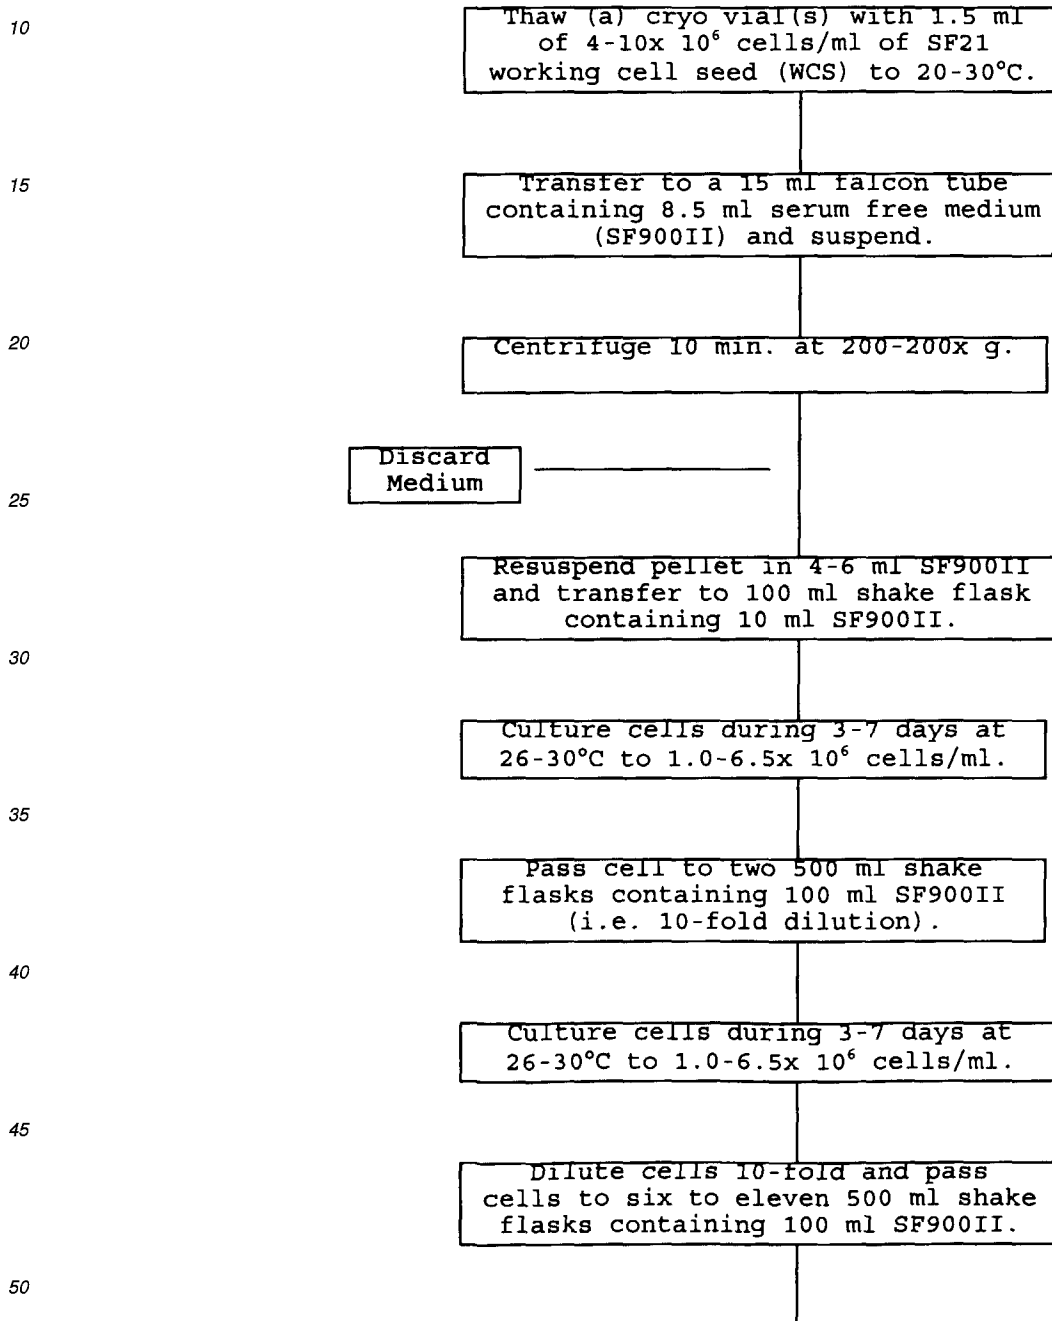 10
Thaw (a) cryo vial(s) with 1.5 ml
of 4-10x 10⁶ cells/ml of SF21
working cell seed (WCS) to 20-30°C.
15
Transfer to a 15 ml falcon tube
containing 8.5 ml serum free medium
(SF900II) and suspend.
20
Centrifuge 10 min. at 200-200x g.
Discard
Medium
25
Resuspend pellet in 4-6 ml SF900II
and transfer to 100 ml shake flask
containing 10 ml SF900II.
30
Culture cells during 3-7 days at
26-30°C to 1.0-6.5x 10⁶ cells/ml.
35
Pass cell to two 500 ml shake
flasks containing 100 ml SF900II
(i.e. 10-fold dilution).
40
Culture cells during 3-7 days at
26-30°C to 1.0-6.5x 10⁶ cells/ml.
45
Dilute cells 10-fold and pass
cells to six to eleven 500 ml shake
flasks containing 100 ml SF900II.
50